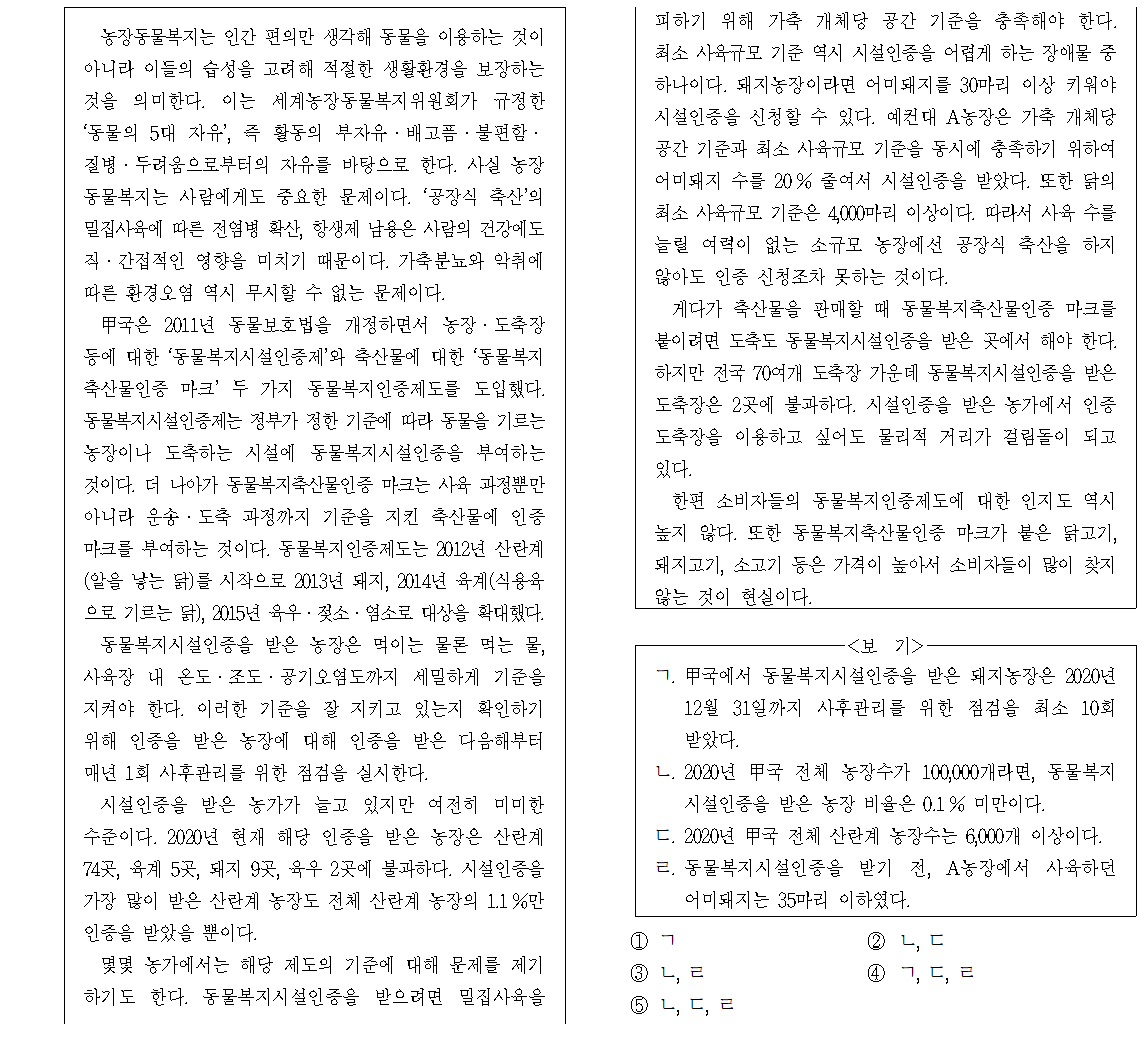 농장동물복지는 인간 편의만 생각해 동물을 이용하는 것이
아니라 이들의 습성을 고려해 적절한 생활환경을 보장하는
것을 의미한다. 이는 세계농장동물복지위원회가 규정한
‘동물의 5대 자유’, 즉 활동의 부자유·배고픔·불편함·
질병·두려움으로부터의 자유를 바탕으로 한다. 사실 농장
동물복지는 사람에게도 중요한 문제이다. ‘공장식 축산’의
밀집사육에 따른 전염병 확산, 항생제 남용은 사람의 건강에도
직·간접적인 영향을 미치기 때문이다. 가축분뇨와 악취에
따른 환경오염 역시 무시할 수 없는 문제이다.
甲국은 2011년 동물보호법을 개정하면서 농장·도축장
등에 대한 ‘동물복지시설인증제’와 축산물에 대한 ‘동물복지
축산물인증 마크’ 두 가지 동물복지인증제도를 도입했다.
동물복지시설인증제는 정부가 정한 기준에 따라 동물을 기르는
농장이나 도축하는 시설에 동물복지시설인증을 부여하는
것이다. 더 나아가 동물복지축산물인증 마크는 사육 과정뿐만
아니라 운송·도축 과정까지 기준을 지킨 축산물에 인증
마크를 부여하는 것이다. 동물복지인증제도는 2012년 산란계
(알을 낳는 닭)를 시작으로 2013년 돼지, 2014년 육계(식용육
으로 기르는 닭), 2015년 육우·젖소·염소로 대상을 확대했다.
동물복지시설인증을 받은 농장은 먹이는 물론 먹는 물,
사육장 내 온도·조도·공기오염도까지 세밀하게 기준을
지켜야 한다. 이러한 기준을 잘 지키고 있는지 확인하기
위해 인증을 받은 농장에 대해 인증을 받은 다음해부터
매년 1회 사후관리를 위한 점검을 실시한다.
시설인증을 받은 농가가 늘고 있지만 여전히 미미한
수준이다. 2020년 현재 해당 인증을 받은 농장은 산란계
74곳, 육계 5곳, 돼지 9곳, 육우 2곳에 불과하다. 시설인증을
가장 많이 받은 산란계 농장도 전체 산란계 농장의 1.1%만
인증을 받았을 뿐이다.
몇몇 농가에서는 해당 제도의 기준에 대해 문제를 제기
하기도 한다. 동물복지시설인증을 받으려면 밀집사육을
피하기 위해 가축 개체당 공간 기준을 충족해야 한다.
최소 사육규모 기준 역시 시설인증을 어렵게 하는 장애물 중
하나이다. 돼지농장이라면 어미돼지를 30마리 이상 키워야
시설인증을 신청할 수 있다. 예컨대 A농장은 가축 개체당
공간 기준과 최소 사육규모 기준을 동시에 충족하기 위하여
어미돼지 수를 20% 줄여서 시설인증을 받았다. 또한 닭의
최소 사육규모 기준은 4,000마리 이상이다. 따라서 사육 수를
늘릴 여력이 없는 소규모 농장에선 공장식 축산을 하지
않아도 인증 신청조차 못하는 것이다.
게다가 축산물을 판매할 때 동물복지축산물인증 마크를
붙이려면 도축도 동물복지시설인증을 받은 곳에서 해야 한다.
하지만 전국 70여개 도축장 가운데 동물복지시설인증을 받은
도축장은 2곳에 불과하다. 시설인증을 받은 농가에서 인증
도축장을 이용하고 싶어도 물리적 거리가 걸림돌이 되고
있다.
한편 소비자들의 동물복지인증제도에 대한 인지도 역시
높지 않다. 또한 동물복지축산물인증 마크가 붙은 닭고기,
돼지고기, 소고기 등은 가격이 높아서 소비자들이 많이 찾지
않는 것이 현실이다.
<보 기>
ㄱ. 甲국에서 동물복지시설인증을 받은 돼지농장은 2020년
12월 31일까지 사후관리를 위한 점검을 최소 10회
받았다.
ㄴ. 2020년 甲국 전체 농장수가 100,000개라면, 동물복지
시설인증을 받은 농장 비율은 0.1% 미만이다.
ㄷ. 2020년 甲국 전체 산란계 농장수는 6,000개 이상이다.
ㄹ. 동물복지시설인증을 받기 전, A농장에서 사육하던
어미돼지는 35마리 이하였다.
① ㄱ
② ㄴ, ㄷ
③ ㄴ, ㄹ
④ ㄱ, ㄷ, ㄹ
⑤ ㄴ, ㄷ, ㄹ